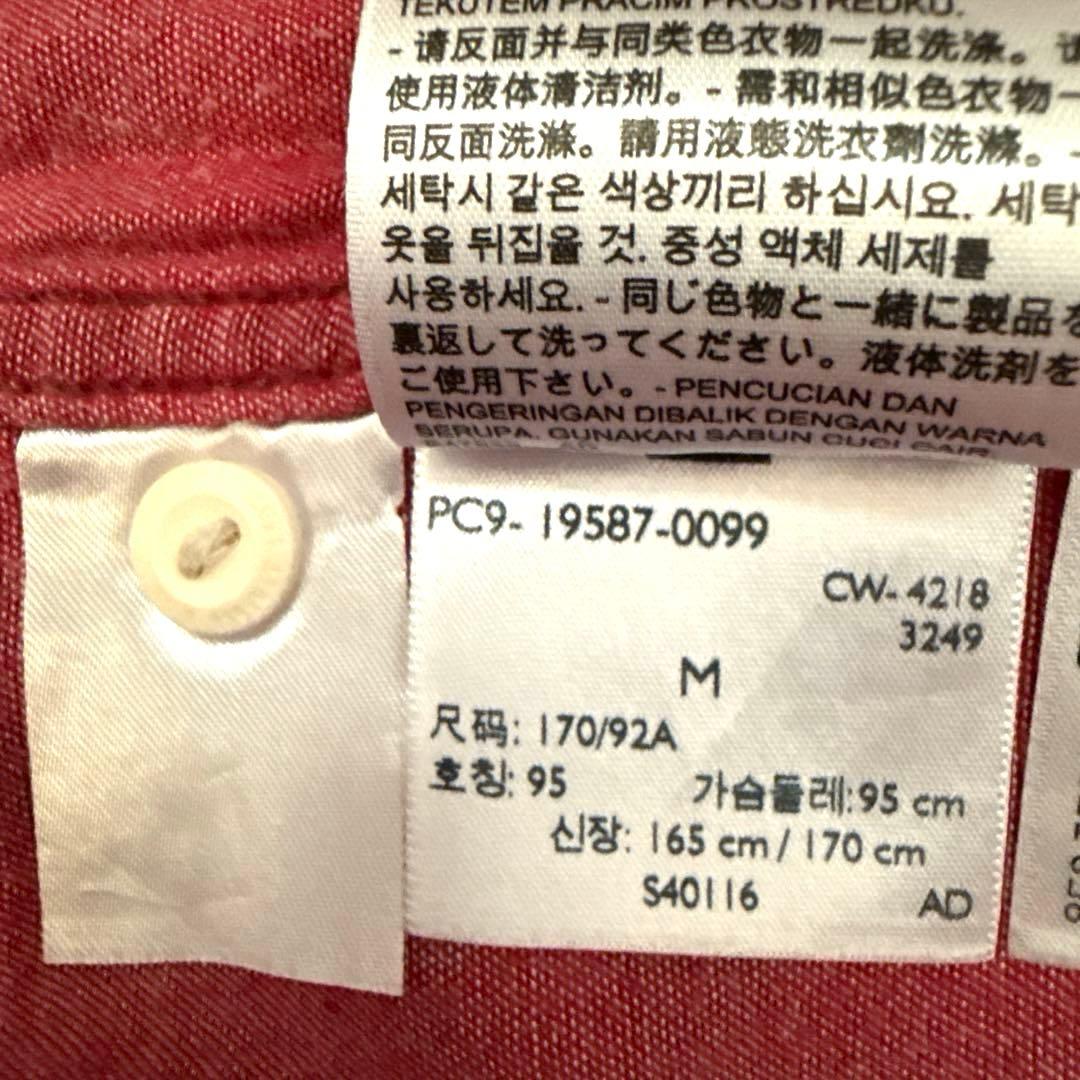 TEKUTÉM PRACÍM PROSTŘEDKU.
- 请反面并与同类色衣物一起洗涤。
使用液体清洁剂。- 需和相似色衣物一
同反面洗滌。請用液態洗衣劑洗滌。-
세탁시 같은 색상끼리 하십시요. 세탁
옷을 뒤집을 것. 중성 액체 세제를
사용하세요. - 同じ色物と一緒に製品を
裏返して洗ってください。液体洗剤を
ご使用下さい。- PENCUCIAN DAN
PENGERINGAN DIBALIK DENGAN WARNA
SERUPA. GUNAKAN SABUN CUCI CAIR
PC9- 19587-0099
CW- 4218
3249
M
尺码: 170/92A
호칭: 95 가슴둘레:95 cm
신장: 165 cm / 170 cm
S40116 AD